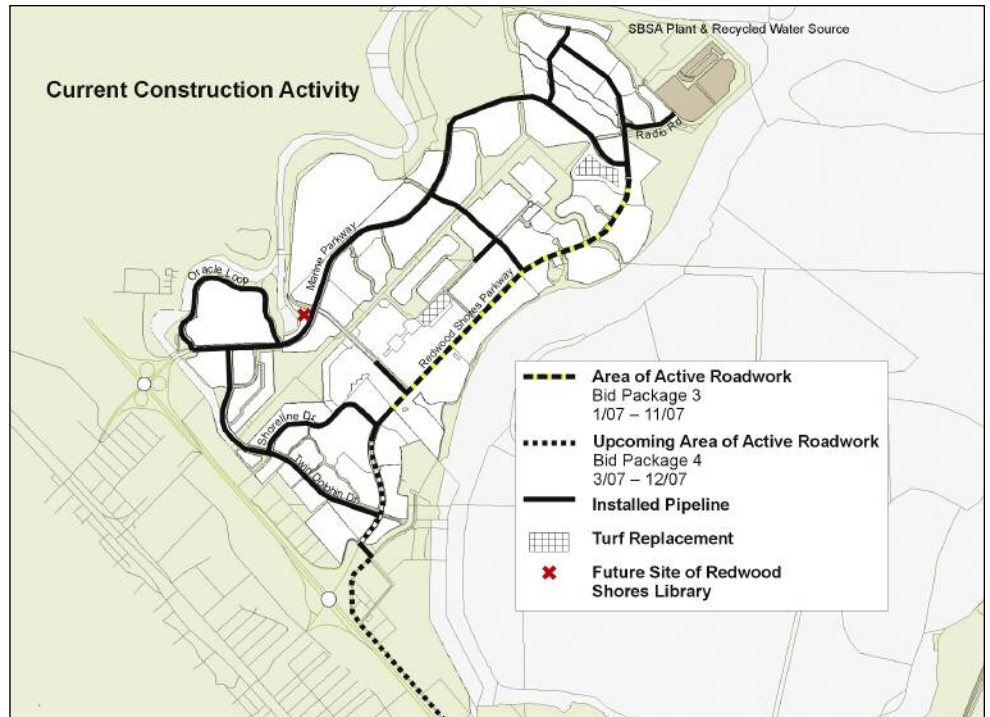 SBSA Plant & Recycled Water Source
Current Construction Activity
Radio Rd
Marine Parkway
Oracle Loop
Redwood Shores Parkway
Shoreline Dr
Twin Dolphin Dr
Area of Active Roadwork
Bid Package 3
1/07 – 11/07
Upcoming Area of Active Roadwork
Bid Package 4
3/07 – 12/07
Installed Pipeline
Turf Replacement
Future Site of Redwood
Shores Library